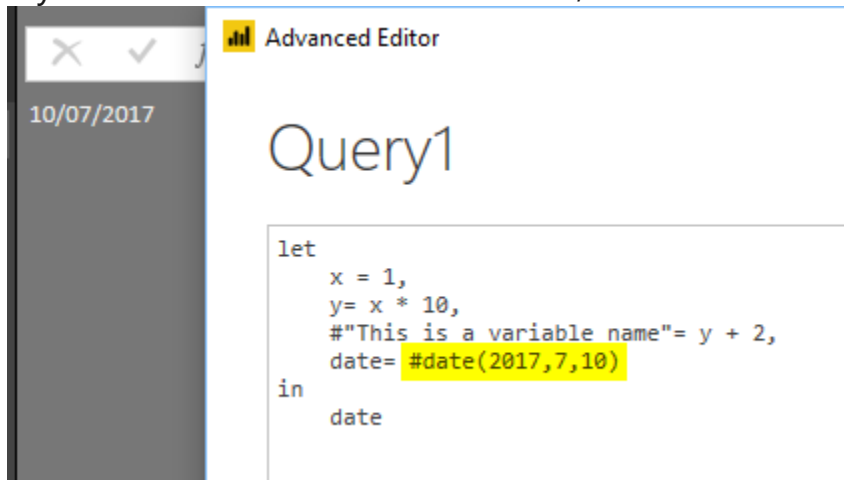 Advanced Editor
10/07/2017
Query1
let
x = 1,
y= x * 10,
#"This is a variable name"= y + 2,
date= #date(2017,7,10)
in
date